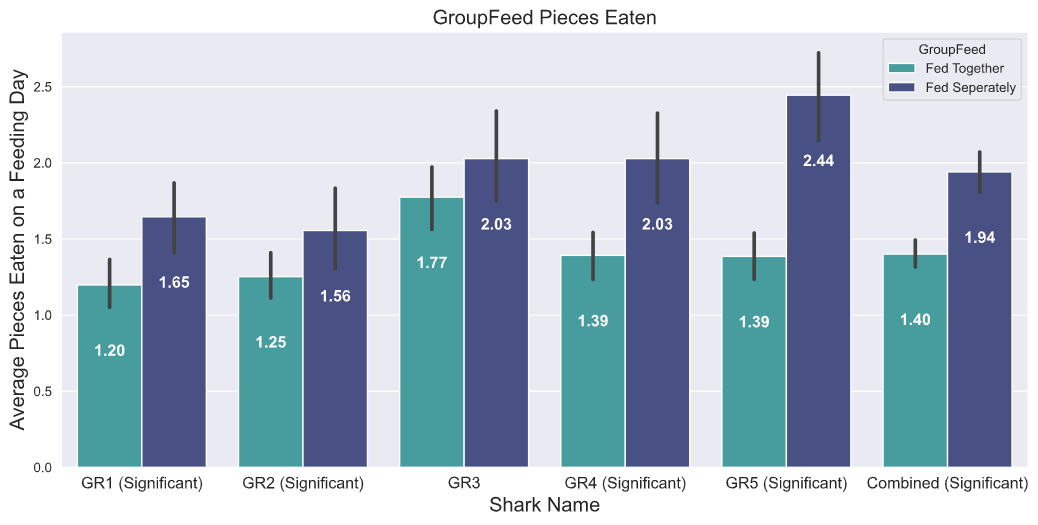 GroupFeed Pieces Eaten
GroupFeed
Fed Together
Fed Seperately
Average Pieces Eaten on a Feeding Day
2.5
2.0
1.5
1.0
0.5
0.0
1.20
1.65
1.25
1.56
1.77
2.03
1.39
2.03
1.39
2.44
1.40
1.94
GR1 (Significant)
GR2 (Significant)
GR3
GR4 (Significant)
GR5 (Significant)
Combined (Significant)
Shark Name